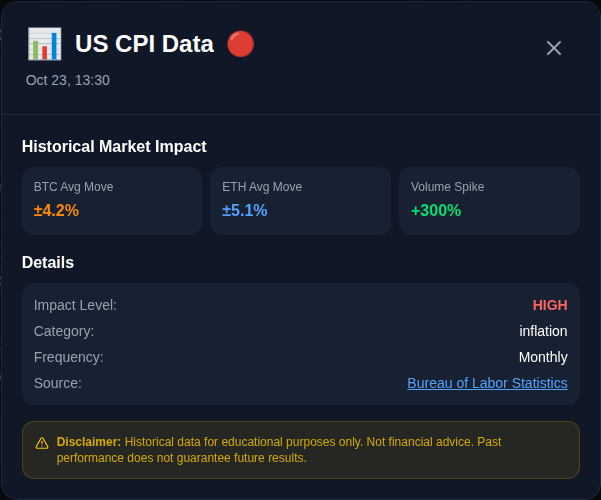 US CPI Data
Oct 23, 13:30
Historical Market Impact
BTC Avg Move
±4.2%
ETH Avg Move
±5.1%
Volume Spike
+300%
Details
Impact Level: HIGH
Category: inflation
Frequency: Monthly
Source: Bureau of Labor Statistics
Disclaimer: Historical data for educational purposes only. Not financial advice. Past
performance does not guarantee future results.